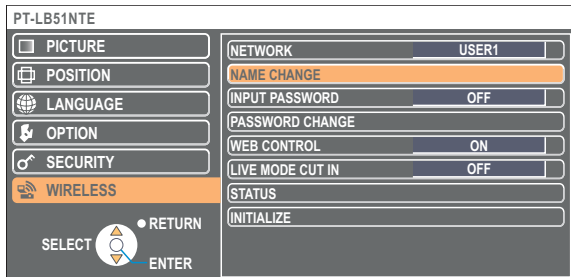 PT-LB51NTE
PICTURE
POSITION
LANGUAGE
OPTION
SECURITY
WIRELESS
RETURN
SELECT
ENTER
NETWORK USER1
NAME CHANGE
INPUT PASSWORD OFF
PASSWORD CHANGE
WEB CONTROL ON
LIVE MODE CUT IN OFF
STATUS
INITIALIZE